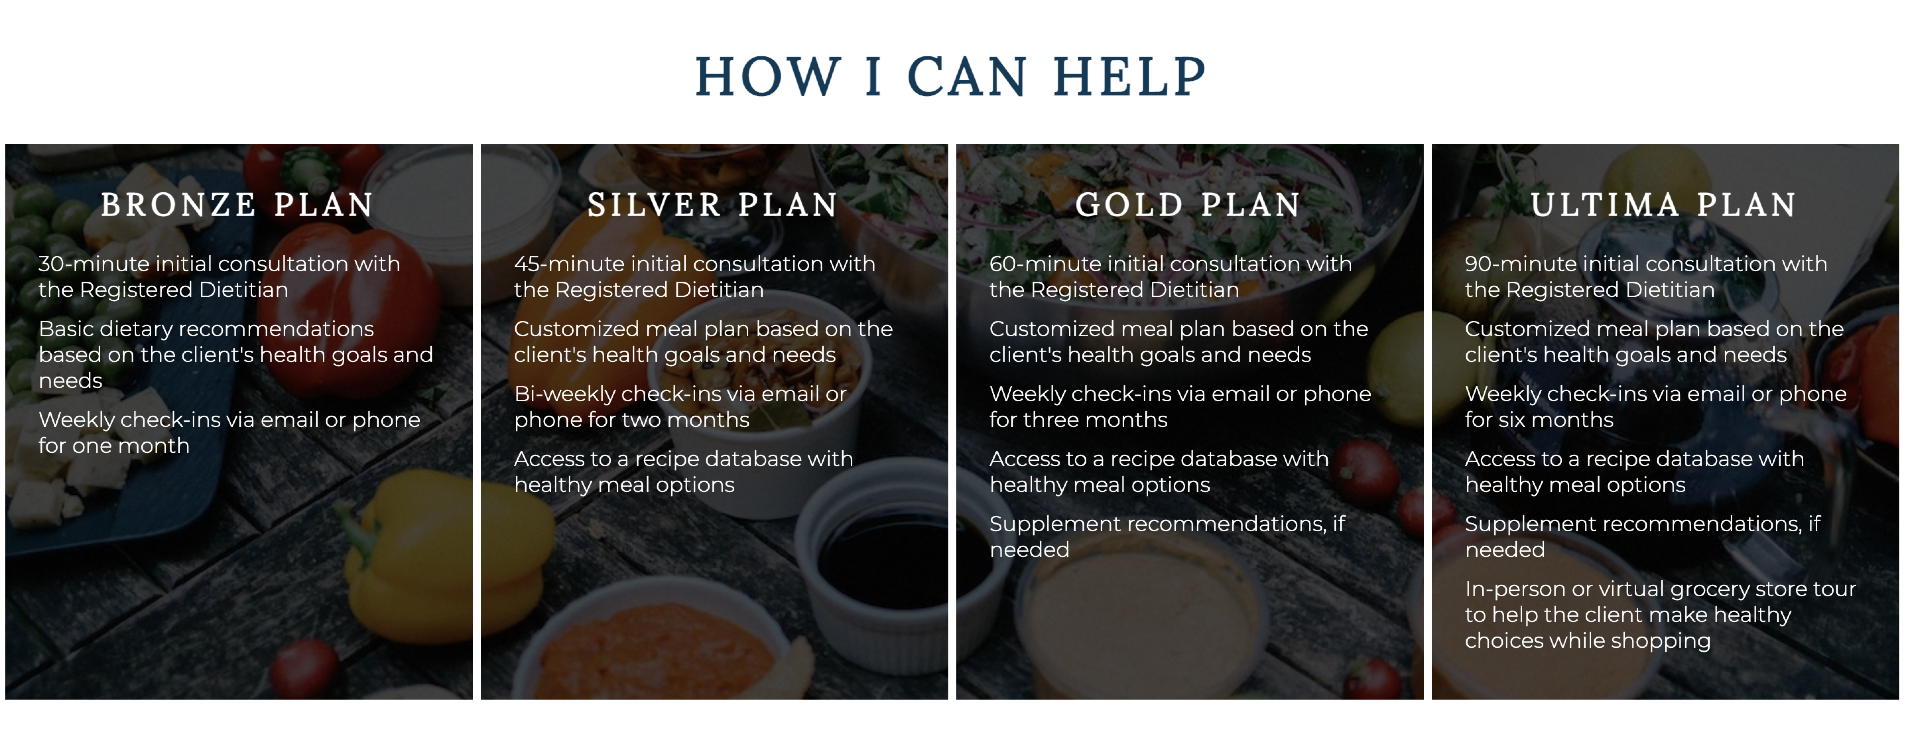 HOW I CAN HELP
BRONZE PLAN
30-minute initial consultation with
the Registered Dietitian
Basic dietary recommendations
based on the client's health goals and
needs
Weekly check-ins via email or phone
for one month
SILVER PLAN
45-minute initial consultation with
the Registered Dietitian
Customized meal plan based on the
client's health goals and needs
Bi-weekly check-ins via email or
phone for two months
Access to a recipe database with
healthy meal options
GOLD PLAN
60-minute initial consultation with
the Registered Dietitian
Customized meal plan based on the
client's health goals and needs
Weekly check-ins via email or phone
for three months
Access to a recipe database with
healthy meal options
Supplement recommendations, if
needed
ULTIMA PLAN
90-minute initial consultation with
the Registered Dietitian
Customized meal plan based on the
client's health goals and needs
Weekly check-ins via email or phone
for six months
Access to a recipe database with
healthy meal options
Supplement recommendations, if
needed
In-person or virtual grocery store tour
to help the client make healthy
choices while shopping